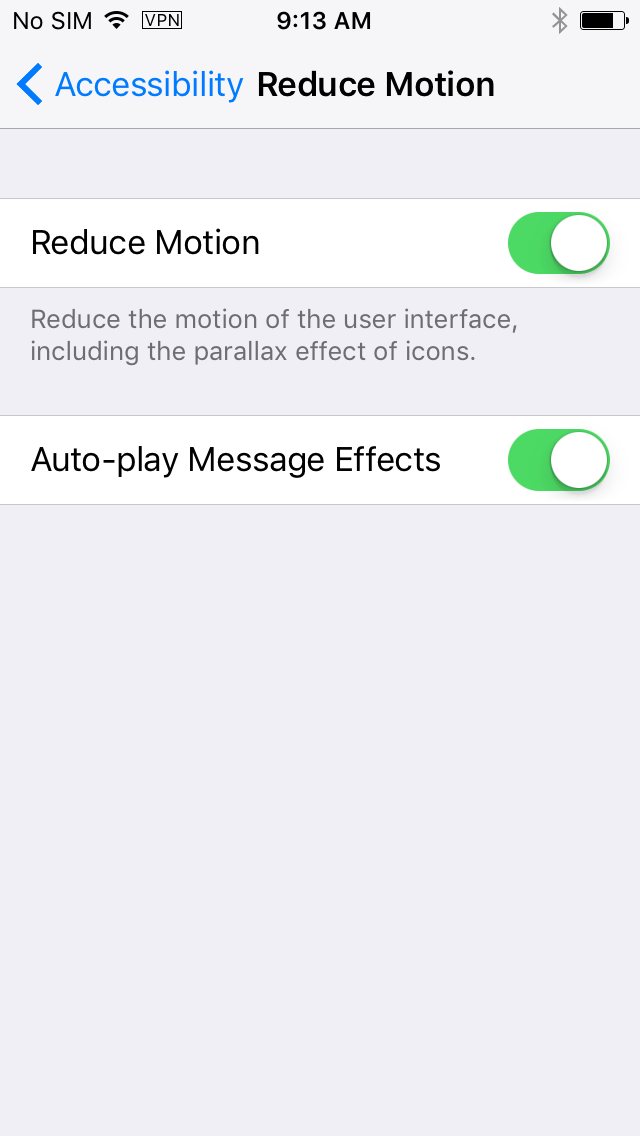 No SIM VPN 9:13 AM
Accessibility Reduce Motion
Reduce Motion
Reduce the motion of the user interface,
including the parallax effect of icons.
Auto-play Message Effects